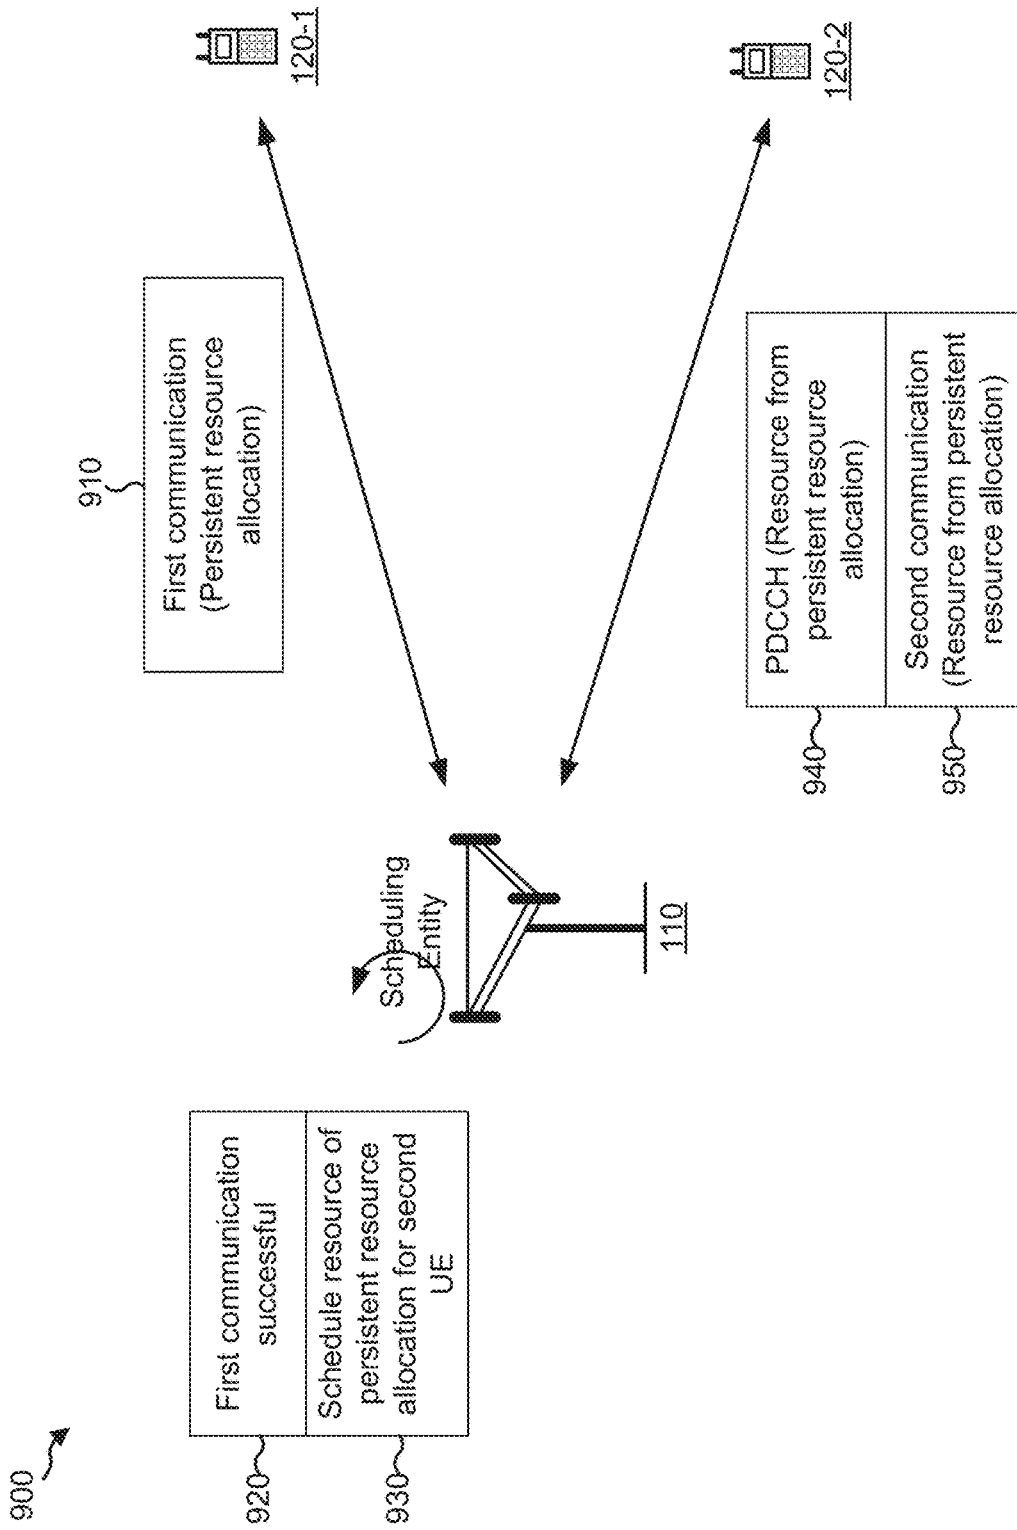 900
920
First communication
successful
930
Schedule resource of
persistent resource
allocation for second
UE
Scheduling
Entity
110
910
First communication
(Persistent resource
allocation)
940
PDCCH (Resource from
persistent resource
allocation)
950
Second communication
(Resource from persistent
resource allocation)
120-1
120-2